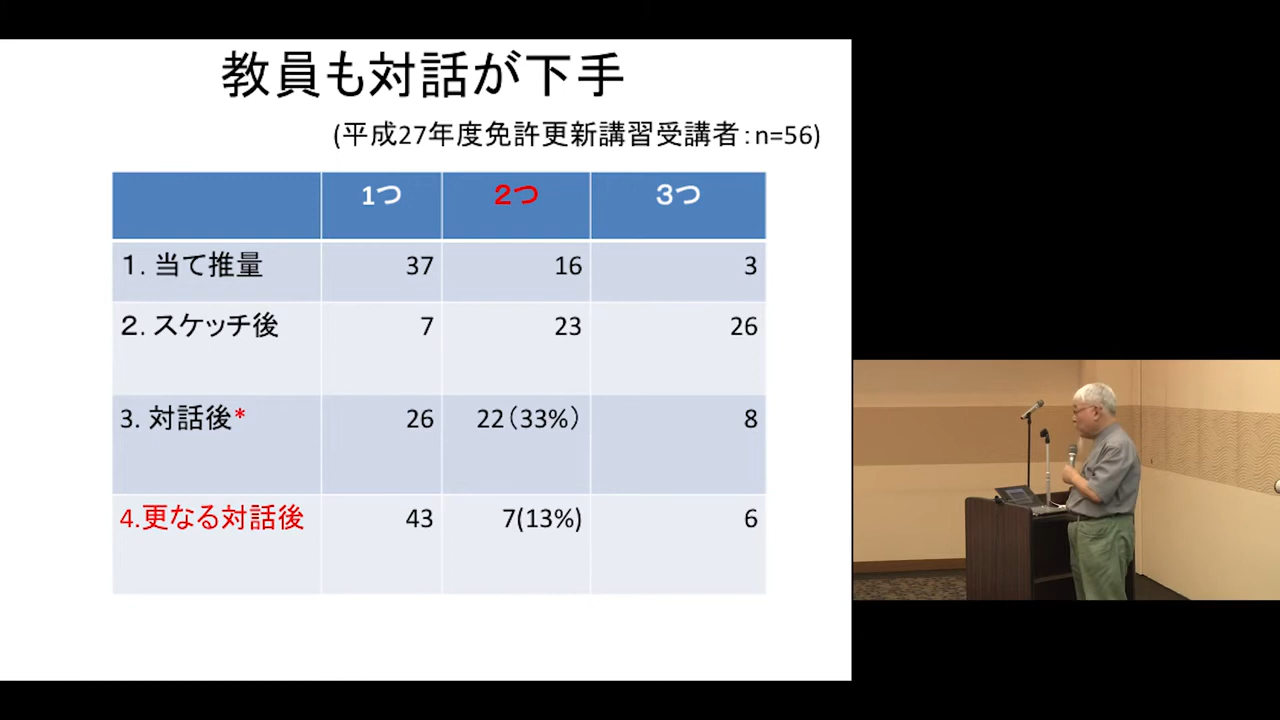 教員も対話が下手
(平成27年度免許更新講習受講者:n=56)
1つ 2つ 3つ
1. 当て推量 37 16 3
2. スケッチ後 7 23 26
3. 対話後* 26 22(33%) 8
4.更なる対話後 43 7(13%) 6